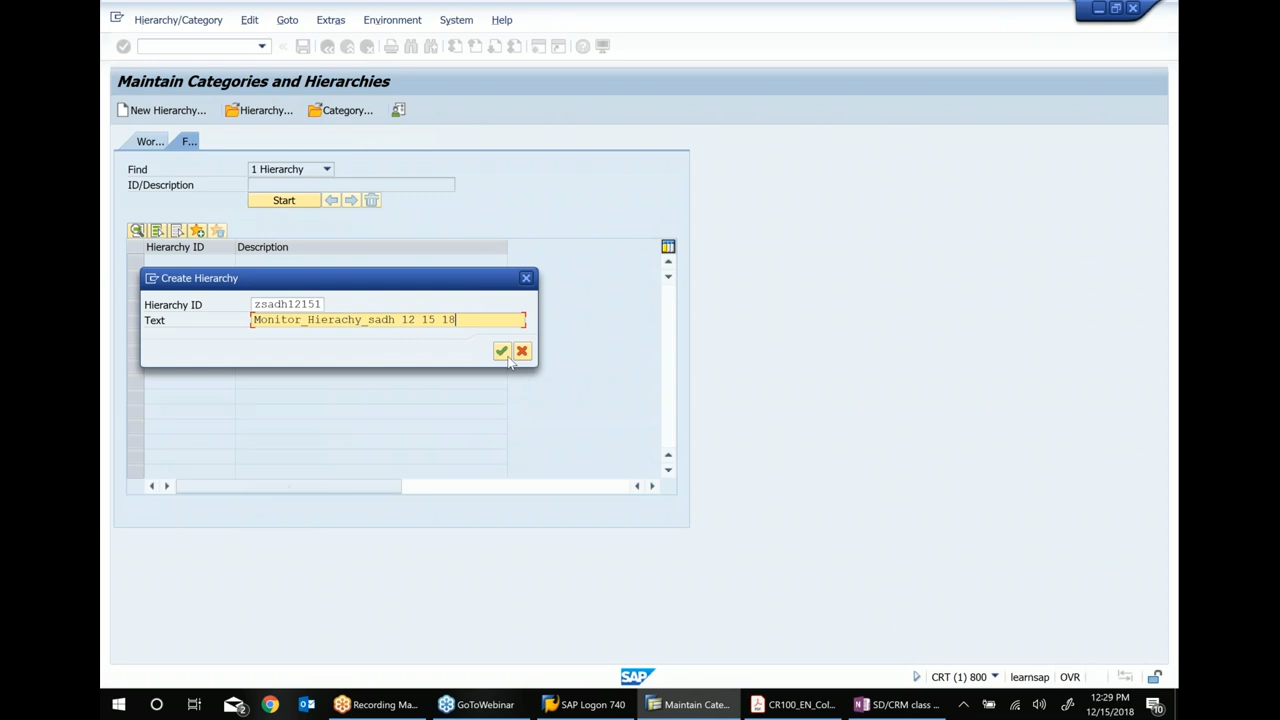 Hierarchy/Category Edit Goto Extras Environment System Help
Maintain Categories and Hierarchies
New Hierarchy... Hierarchy... Category...
Wor... F...
Find 1 Hierarchy
ID/Description
Start
Hierarchy ID Description
Create Hierarchy
Hierarchy ID zsadh12151
Text Monitor_Hierachy_sadh 12 15 18
SAP
CRT (1) 800 learnsap OVR
2 Recording Ma... GoToWebinar SAP Logon 740 Maintain Cate... CR100_EN_Col... SD/CRM class ... 12:29 PM
12/15/2018 10